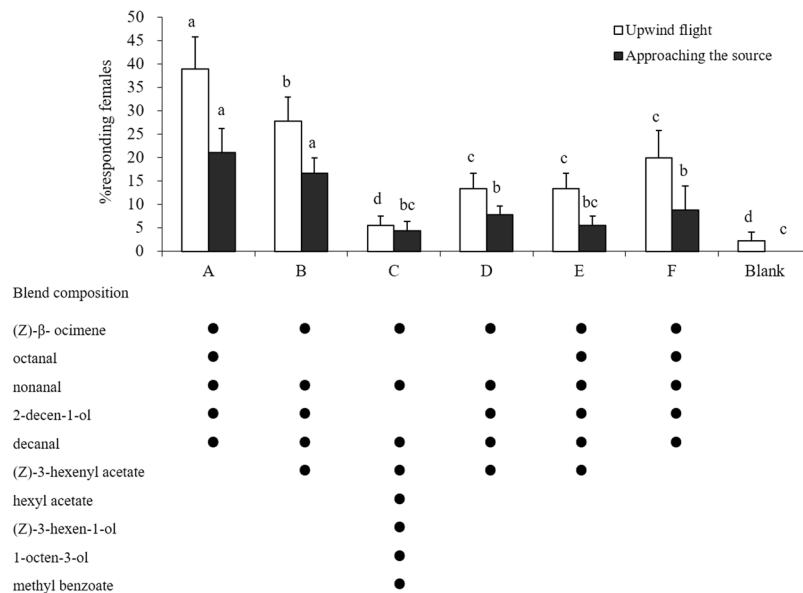 50
45
40
35
30
25
20
15
10
5
0
%responding females
Upwind flight
Approaching the source
a
a
b
a
d
bc
c
b
c
bc
c
b
d
c
A B C D E F Blank
Blend composition
(Z)-β- ocimene
octanal
nonanal
2-decen-1-ol
decanal
(Z)-3-hexenyl acetate
hexyl acetate
(Z)-3-hexen-1-ol
1-octen-3-ol
methyl benzoate